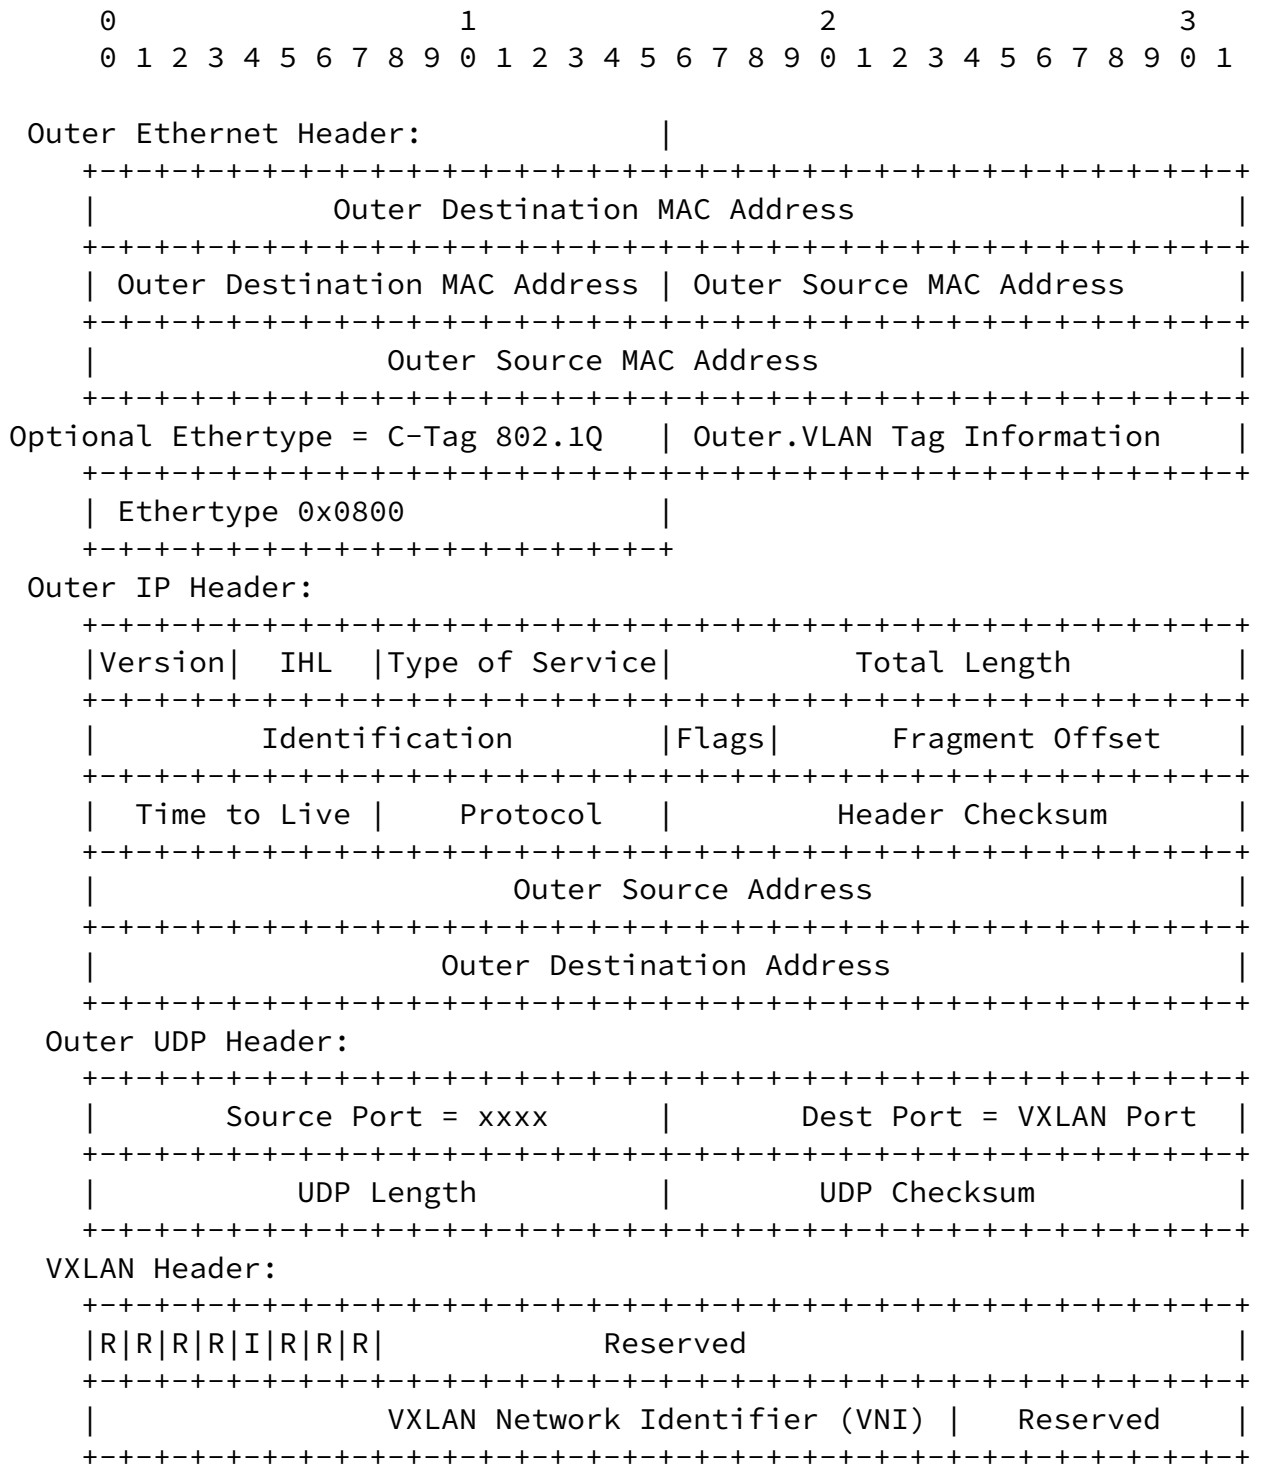 0                   1                   2                   3
      0 1 2 3 4 5 6 7 8 9 0 1 2 3 4 5 6 7 8 9 0 1 2 3 4 5 6 7 8 9 0 1

  Outer Ethernet Header:             |
     +-+-+-+-+-+-+-+-+-+-+-+-+-+-+-+-+-+-+-+-+-+-+-+-+-+-+-+-+-+-+-+-+
     |             Outer Destination MAC Address                     |
     +-+-+-+-+-+-+-+-+-+-+-+-+-+-+-+-+-+-+-+-+-+-+-+-+-+-+-+-+-+-+-+-+
     | Outer Destination MAC Address | Outer Source MAC Address      |
     +-+-+-+-+-+-+-+-+-+-+-+-+-+-+-+-+-+-+-+-+-+-+-+-+-+-+-+-+-+-+-+-+
     |                Outer Source MAC Address                       |
     +-+-+-+-+-+-+-+-+-+-+-+-+-+-+-+-+-+-+-+-+-+-+-+-+-+-+-+-+-+-+-+-+
 Optional Ethertype = C-Tag 802.1Q   | Outer.VLAN Tag Information    |
     +-+-+-+-+-+-+-+-+-+-+-+-+-+-+-+-+-+-+-+-+-+-+-+-+-+-+-+-+-+-+-+-+
     | Ethertype 0x0800              |
     +-+-+-+-+-+-+-+-+-+-+-+-+-+-+-+-+
  Outer IP Header:
     +-+-+-+-+-+-+-+-+-+-+-+-+-+-+-+-+-+-+-+-+-+-+-+-+-+-+-+-+-+-+-+-+
     |Version|  IHL  |Type of Service|          Total Length         |
     +-+-+-+-+-+-+-+-+-+-+-+-+-+-+-+-+-+-+-+-+-+-+-+-+-+-+-+-+-+-+-+-+
     |         Identification        |Flags|      Fragment Offset    |
     +-+-+-+-+-+-+-+-+-+-+-+-+-+-+-+-+-+-+-+-+-+-+-+-+-+-+-+-+-+-+-+-+
     |  Time to Live |    Protocol   |         Header Checksum       |
     +-+-+-+-+-+-+-+-+-+-+-+-+-+-+-+-+-+-+-+-+-+-+-+-+-+-+-+-+-+-+-+-+
     |                       Outer Source Address                    |
     +-+-+-+-+-+-+-+-+-+-+-+-+-+-+-+-+-+-+-+-+-+-+-+-+-+-+-+-+-+-+-+-+
     |                   Outer Destination Address                   |
     +-+-+-+-+-+-+-+-+-+-+-+-+-+-+-+-+-+-+-+-+-+-+-+-+-+-+-+-+-+-+-+-+
   Outer UDP Header:
     +-+-+-+-+-+-+-+-+-+-+-+-+-+-+-+-+-+-+-+-+-+-+-+-+-+-+-+-+-+-+-+-+
     |       Source Port = xxxx      |       Dest Port = VXLAN Port  |
     +-+-+-+-+-+-+-+-+-+-+-+-+-+-+-+-+-+-+-+-+-+-+-+-+-+-+-+-+-+-+-+-+
     |           UDP Length          |        UDP Checksum           |
     +-+-+-+-+-+-+-+-+-+-+-+-+-+-+-+-+-+-+-+-+-+-+-+-+-+-+-+-+-+-+-+-+
   VXLAN Header:
     +-+-+-+-+-+-+-+-+-+-+-+-+-+-+-+-+-+-+-+-+-+-+-+-+-+-+-+-+-+-+-+-+
     |R|R|R|R|I|R|R|R|            Reserved                           |
     +-+-+-+-+-+-+-+-+-+-+-+-+-+-+-+-+-+-+-+-+-+-+-+-+-+-+-+-+-+-+-+-+
     |                VXLAN Network Identifier (VNI) |   Reserved    |
     +-+-+-+-+-+-+-+-+-+-+-+-+-+-+-+-+-+-+-+-+-+-+-+-+-+-+-+-+-+-+-+-+